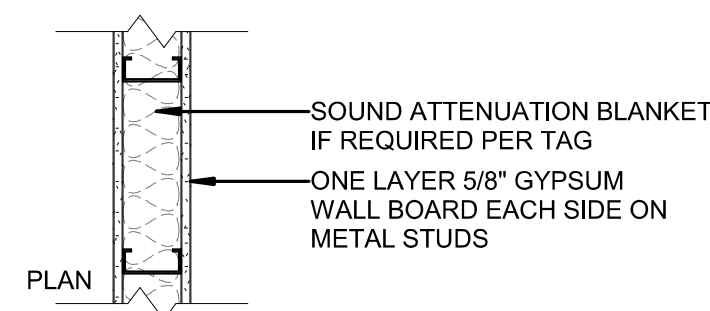 SOUND ATTENUATION BLANKET
IF REQUIRED PER TAG
ONE LAYER 5/8" GYPSUM
WALL BOARD EACH SIDE ON
METAL STUDS
PLAN